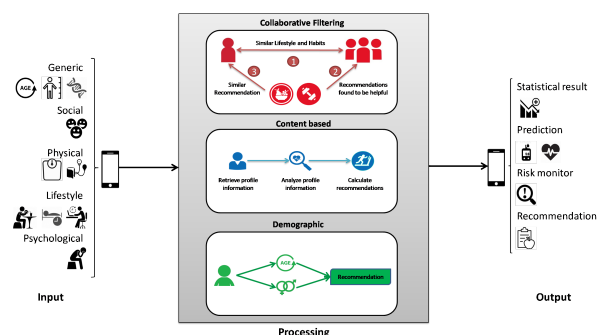 Collaborative Filtering
Similar Lifestyle and Habits
1
3
2
Similar
Recommendation
Recommendations
found to be helpful
Content based
Retrieve profile
information
Analyze profile
information
Calculate
recommendations
Demographic
AGE
Recommendation
Processing
Generic
AGE
Social
Physical
Lifestyle
Psychological
Input
Statistical result
Prediction
Risk monitor
Recommendation
Output